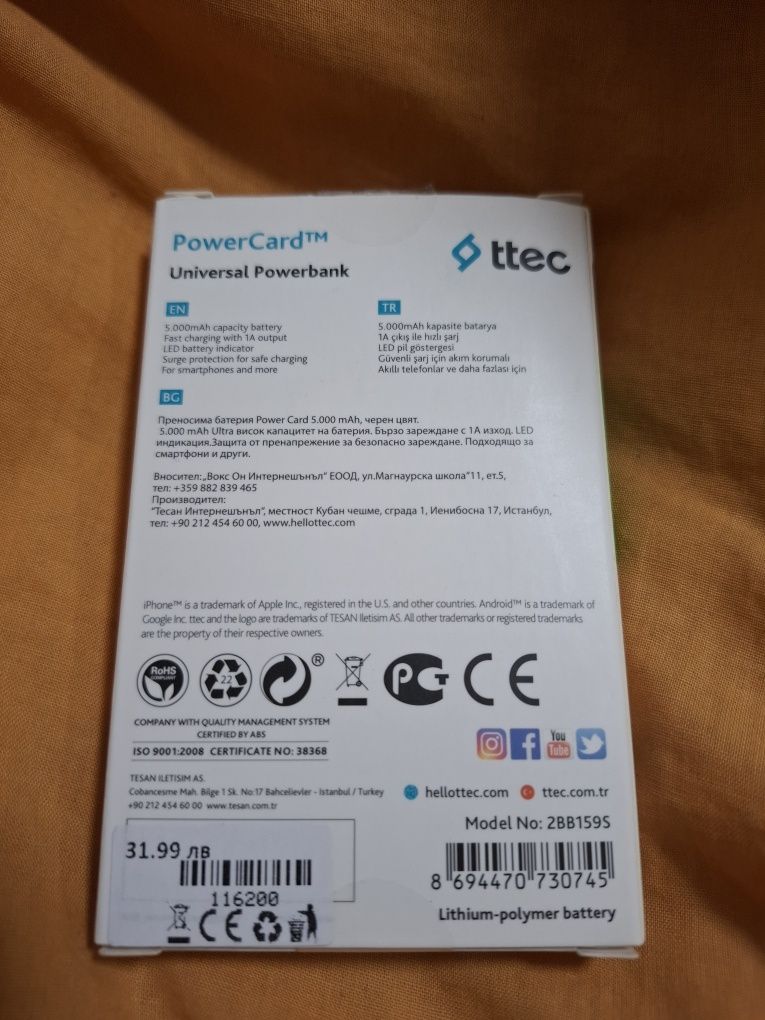 PowerCard™
ttec
Universal Powerbank
EN
5.000mAh capacity battery
Fast charging with 1A output
LED battery indicator
Surge protection for safe charging
For smartphones and more
TR
5.000mAh kapasite batarya
1A çıkış ile hızlı şarj
LED pil göstergesi
Güvenli şarj için akım korumalı
Akıllı telefonlar ve daha fazlası için
BG
Преносима батерия Power Card 5.000 mAh, черен цвят.
5.000 mAh Ultra висок капацитет на батерия. Бързо зареждане с 1А изход. LED
индикация.Защита от пренапрежение за безопасно зареждане. Подходящо за
смартфони и други.
Вносител:„Вокс Он Интернешънъл" ЕООД, ул.Магнаурска школа"11, ет.5,
тел: +359 882 839 465
Производител:
"Тесан Интернешънъл", местност Кубан чешме, сграда 1, Иенибосна 17, Истанбул,
тел: +90 212 454 60 00, www.hellottec.com
iPhone™ is a trademark of Apple Inc., registered in the U.S. and other countries. Android™ is a trademark of
Google Inc. ttec and the logo are trademarks of TESAN Iletisim AS. All other trademarks or registered trademarks
are the property of their respective owners.
RoHS
COMPLIANT
22
®
РСТ
CE
COMPANY WITH QUALITY MANAGEMENT SYSTEM
CERTIFIED BY ABS
ISO 9001:2008 CERTIFICATE NO: 38368
You
Tube
TESAN ILETISIM AS.
Cobancesme Mah. Bilge 1 Sk. No:17 Bahcelievler - Istanbul / Turkey
+90 212 454 60 00 www.tesan.com.tr
hellottec.com
ttec.com.tr
Model No: 2BB159S
8 694470 730745
Lithium-polymer battery
31.99 лв
116200
CE